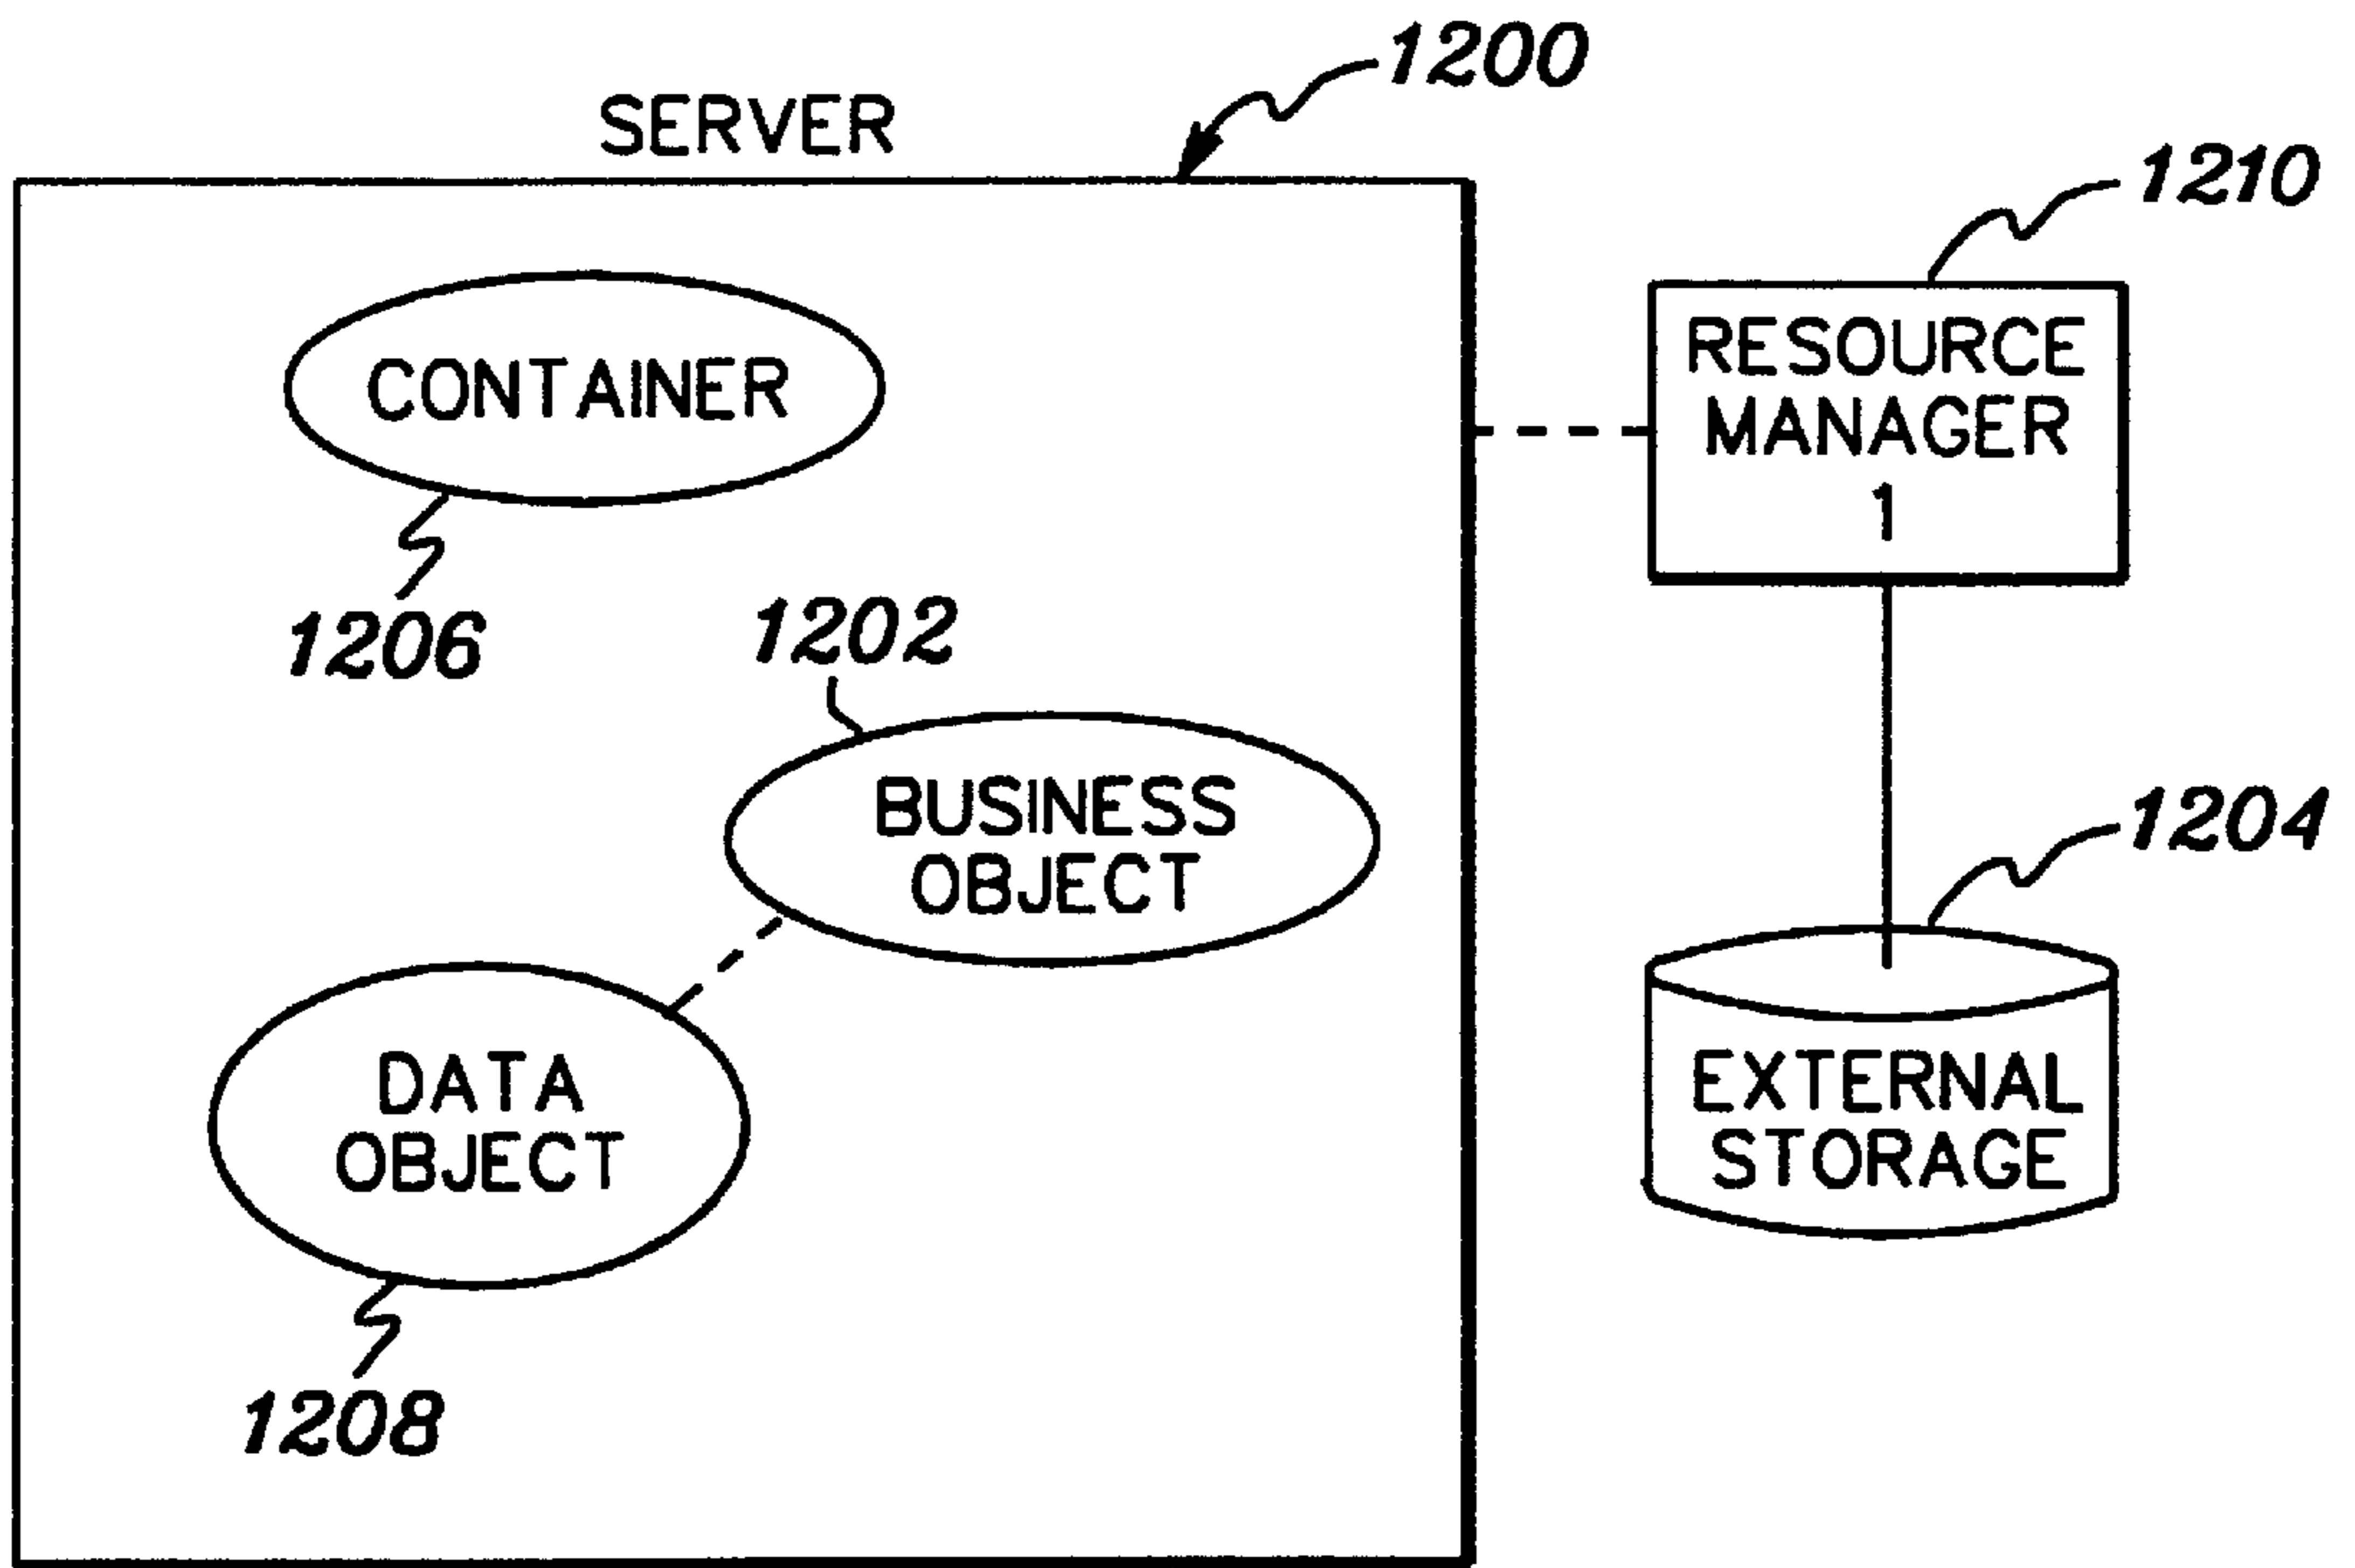 1200
SERVER
1210
RESOURCE
MANAGER
1
CONTAINER
1206
1202
BUSINESS
OBJECT
1204
EXTERNAL
STORAGE
DATA
OBJECT
1208